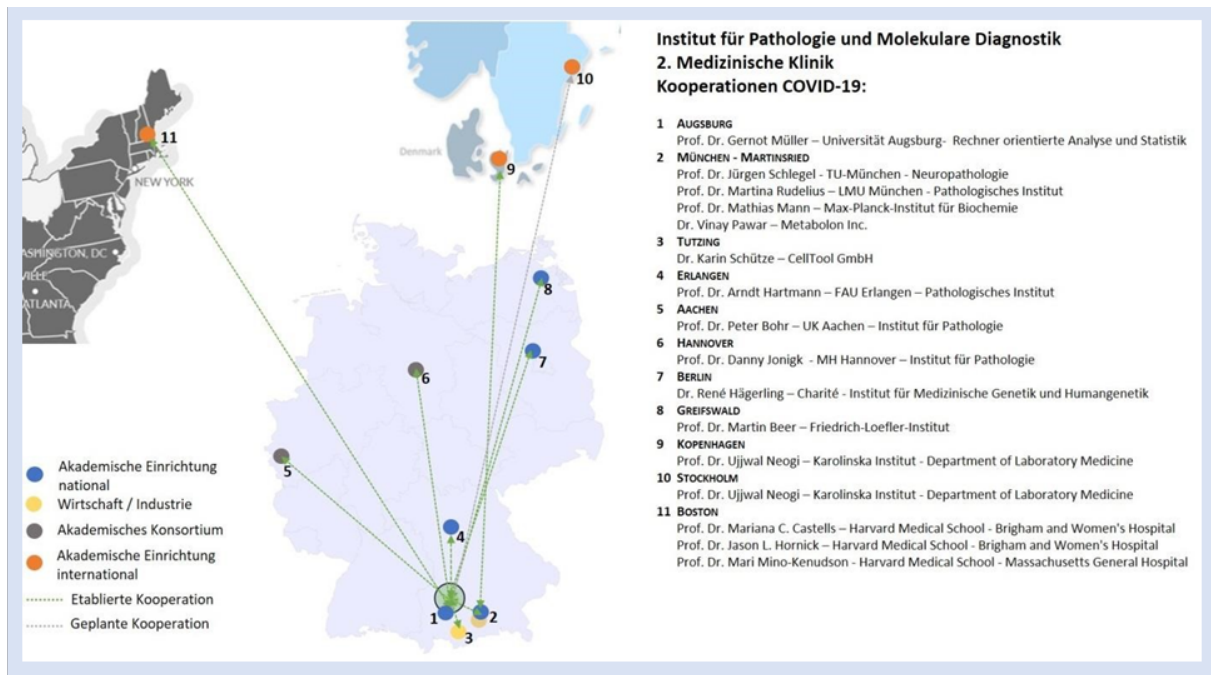 Institut für Pathologie und Molekulare Diagnostik
2. Medizinische Klinik
Kooperationen COVID-19:
1 AUGSBURG
Prof. Dr. Gernot Müller – Universität Augsburg- Rechner orientierte Analyse und Statistik
2 MÜNCHEN - MARTINSRIED
Prof. Dr. Jürgen Schlegel - TU-München - Neuropathologie
Prof. Dr. Martina Rudelius – LMU München - Pathologisches Institut
Prof. Dr. Mathias Mann – Max-Planck-Institut für Biochemie
Dr. Vinay Pawar – Metabolon Inc.
3 TUTZING
Dr. Karin Schütze – CellTool GmbH
4 ERLANGEN
Prof. Dr. Arndt Hartmann – FAU Erlangen – Pathologisches Institut
5 AACHEN
Prof. Dr. Peter Bohr – UK Aachen – Institut für Pathologie
6 HANNOVER
Prof. Dr. Danny Jonigk - MH Hannover – Institut für Pathologie
7 BERLIN
Dr. René Hägerling – Charité - Institut für Medizinische Genetik und Humangenetik
8 GREIFSWALD
Prof. Dr. Martin Beer – Friedrich-Loefler-Institut
9 KOPENHAGEN
Prof. Dr. Ujjwal Neogi – Karolinska Institut - Department of Laboratory Medicine
10 STOCKHOLM
Prof. Dr. Ujjwal Neogi – Karolinska Institut - Department of Laboratory Medicine
11 BOSTON
Prof. Dr. Mariana C. Castells – Harvard Medical School - Brigham and Women's Hospital
Prof. Dr. Jason L. Hornick – Harvard Medical School - Brigham and Women's Hospital
Prof. Dr. Mari Mino-Kenudson - Harvard Medical School - Massachusetts General Hospital
10
11
Denmark
9
NEW YORK
ASHINGTON, DC
VILLE
ATLANTA
8
7
6
5
4
1
2
3
Akademische Einrichtung
national
Wirtschaft / Industrie
Akademisches Konsortium
Akademische Einrichtung
international
Etablierte Kooperation
Geplante Kooperation